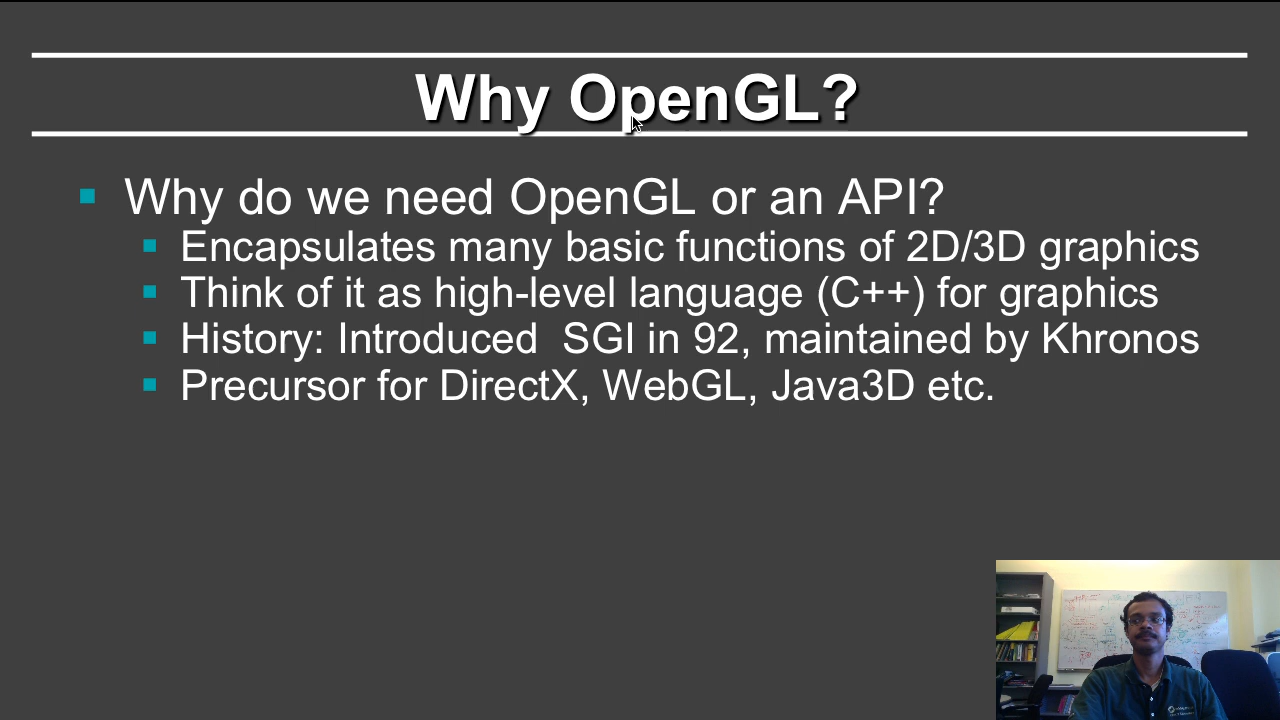 Why OpenGL?
Why do we need OpenGL or an API?
Encapsulates many basic functions of 2D/3D graphics
Think of it as high-level language (C++) for graphics
History: Introduced  SGI in 92, maintained by Khronos
Precursor for DirectX, WebGL, Java3D etc.